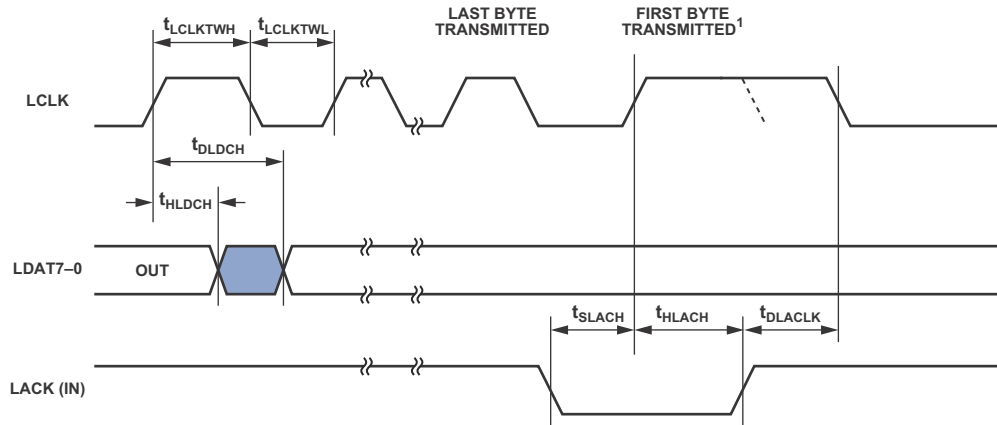 LAST BYTE
TRANSMITTED
FIRST BYTE
TRANSMITTED¹
tLCLKTWH
tLCLKTWL
LCLK
tDLDCH
tHLDCH
LDAT7–0
OUT
tSLACH
tHLACH
tDLACLK
LACK (IN)